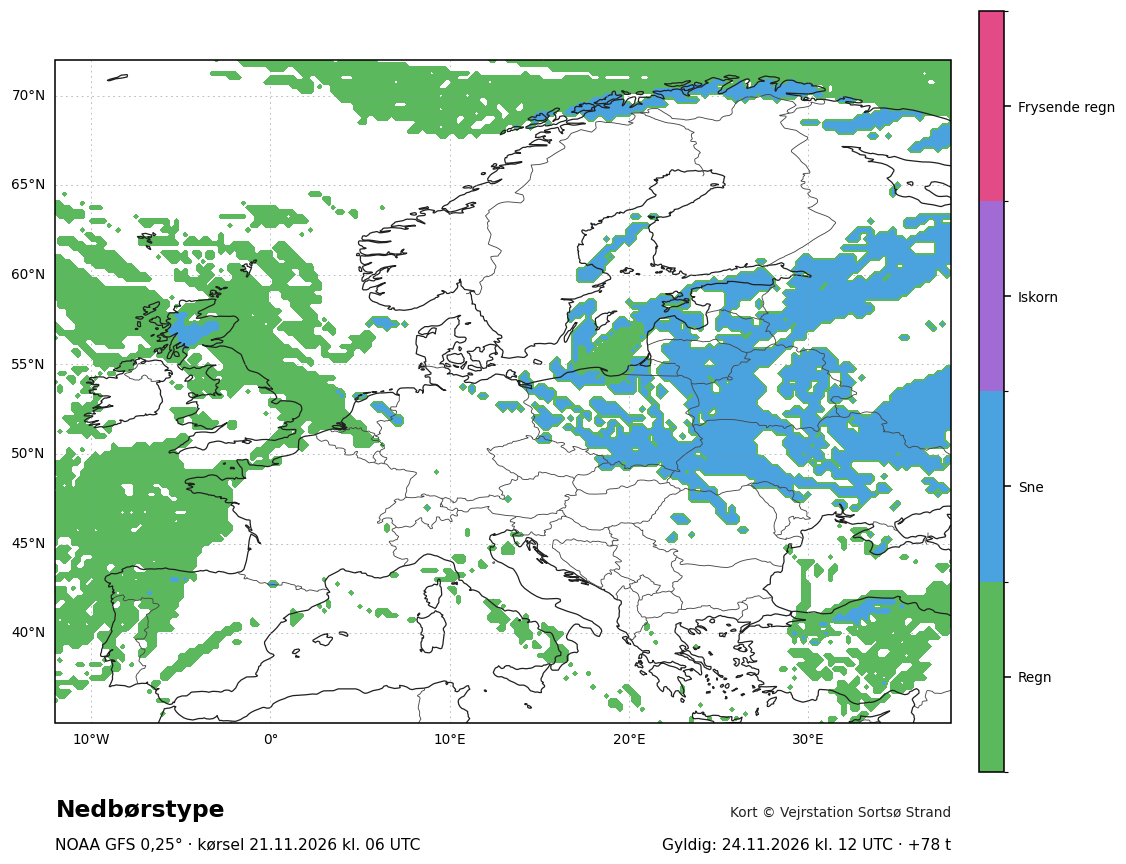 Frysende regn
Iskorn
Sne
Regn
70°N
65°N
60°N
55°N
50°N
45°N
40°N
10°W
0°
10°E
20°E
30°E
Nedbørstype
Kort © Vejrstation Sortsø Strand
NOAA GFS 0,25° · kørsel 21.11.2026 kl. 06 UTC
Gyldig: 24.11.2026 kl. 12 UTC · +78 t